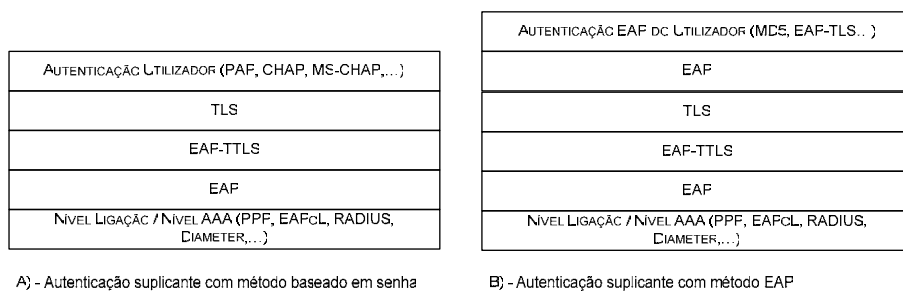 AUTENTICAÇÃO UTILIZADOR (PAP, CHAP, MS-CHAP,...)
TLS
EAP-TTLS
EAP
NÍVEL LIGAÇÃO / NÍVEL AAA (PPP, EAPOL, RADIUS,
DIAMETER,...)
A) - Autenticação suplicante com método baseado em senha
AUTENTICAÇÃO EAP DO UTILIZADOR (MD5, EAP-TLS...)
EAP
TLS
EAP-TTLS
EAP
NÍVEL LIGAÇÃO / NÍVEL AAA (PPP, EAPOL, RADIUS,
DIAMETER,...)
B) - Autenticação suplicante com método EAP